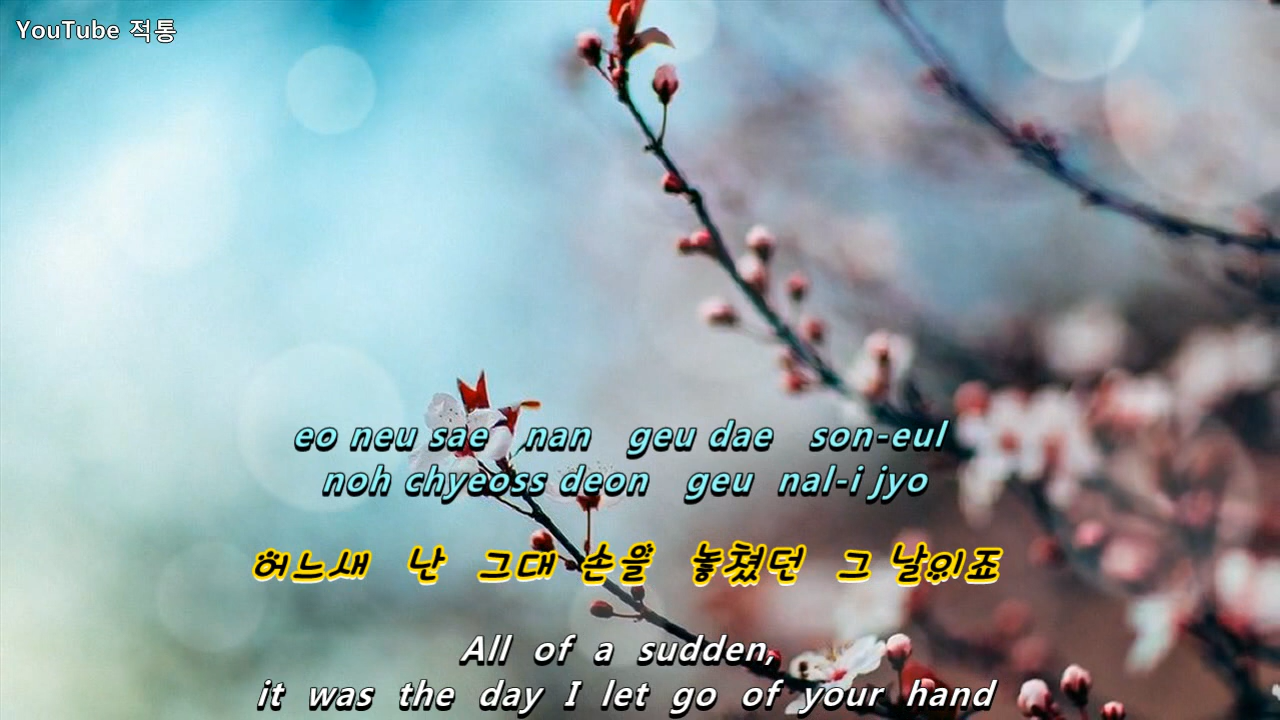 YouTube 적통
eo neu sae nan geu dae son-eul
noh chyeoss deon geu nal-i jyo
어느새 난 그대 손을 놓쳤던 그 날이죠
All of a sudden,
it was the day I let go of your hand